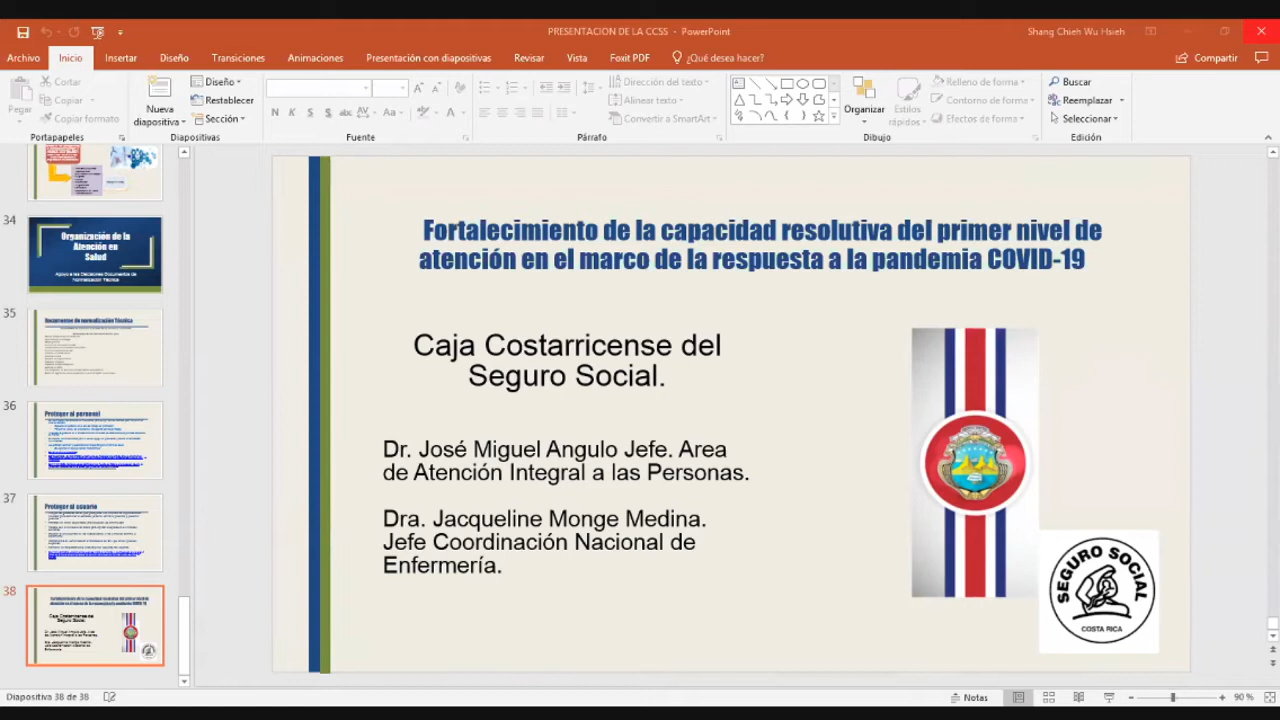 PRESENTACION DE LA CCSS - PowerPoint
Shang Chieh Wu Hsieh
Archivo
Inicio
Insertar
Diseño
Transiciones
Animaciones
Presentación con diapositivas
Revisar
Vista
Foxit PDF
¿Qué desea hacer?
Compartir
Pegar
Cortar
Copiar
Copiar formato
Portapapeles
Nueva
diapositiva
Diseño
Restablecer
Sección
Diapositivas
Fuente
Dirección del texto
Alinear texto
Convertir a SmartArt
Párrafo
Organizar
Estilos
rápidos
Relleno de forma
Contorno de forma
Efectos de forma
Dibujo
Buscar
Reemplazar
Seleccionar
Edición
34
Organización de la
Atención en
Salud
Apoyo a las Decisiones Documentos de
Normalización Técnica
35
Documentos de normalización Técnica
36
Proteger al personal
37
Proteger al usuario
38
Fortalecimiento de la capacidad resolutiva del primer nivel de
atención en el marco de la respuesta a la pandemia COVID-19
Caja Costarricense del
Seguro Social.
Dr. José Miguel Angulo Jefe. Area
de Atención Integral a las Personas.
Dra. Jacqueline Monge Medina.
Jefe Coordinación Nacional de
Enfermería.
SEGURO SOCIAL
COSTA RICA
Diapositiva 38 de 38
Notas
90 %